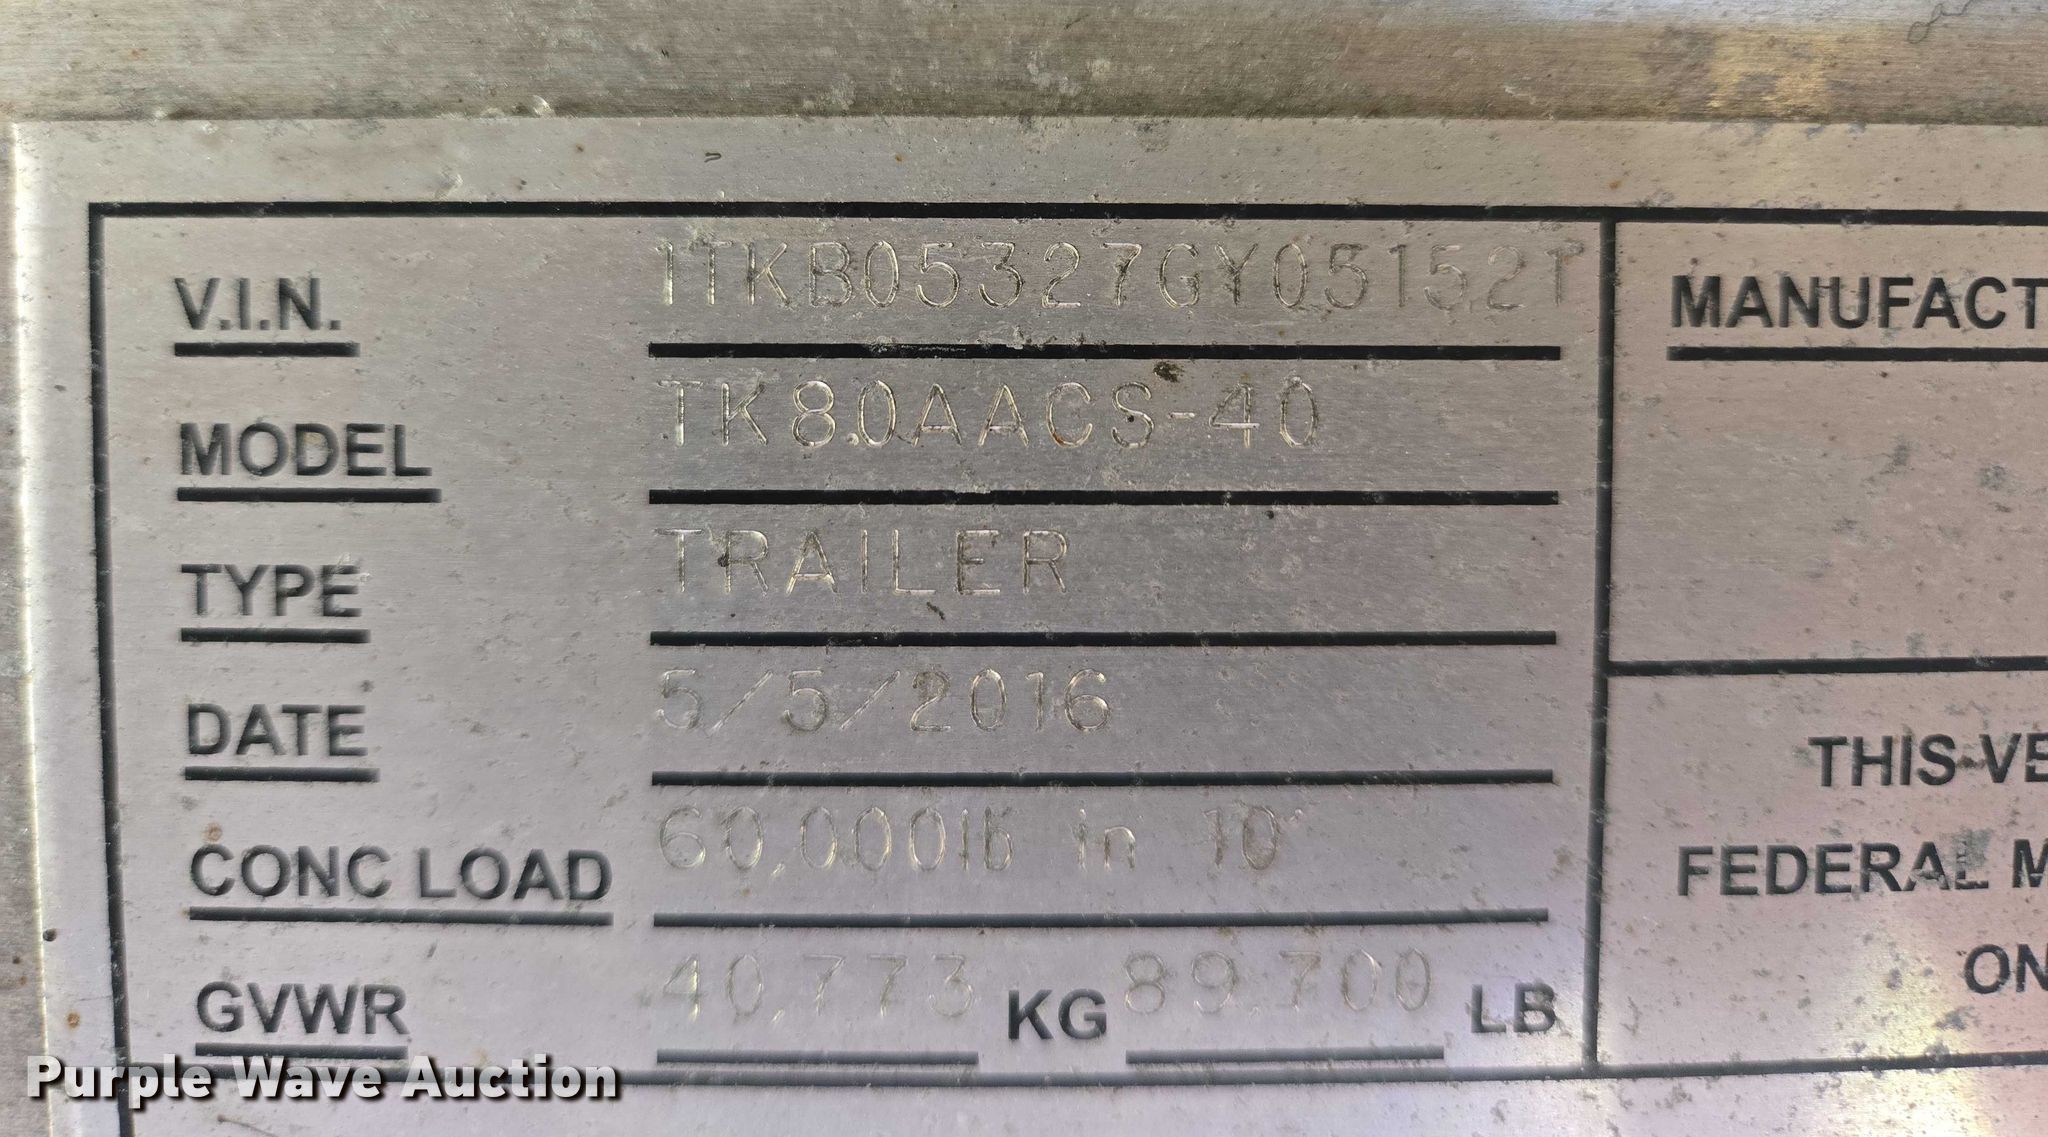 V.I.N. 1TKB05327GY051521
MODEL TK80AACS-40
TYPE TRAILER
DATE 5/5/2016
CONC LOAD 60,000lb in 10'
GVWR 40,773 KG 89,700 LB
MANUFACT
THIS VE
FEDERAL M
ON
Purple Wave Auction